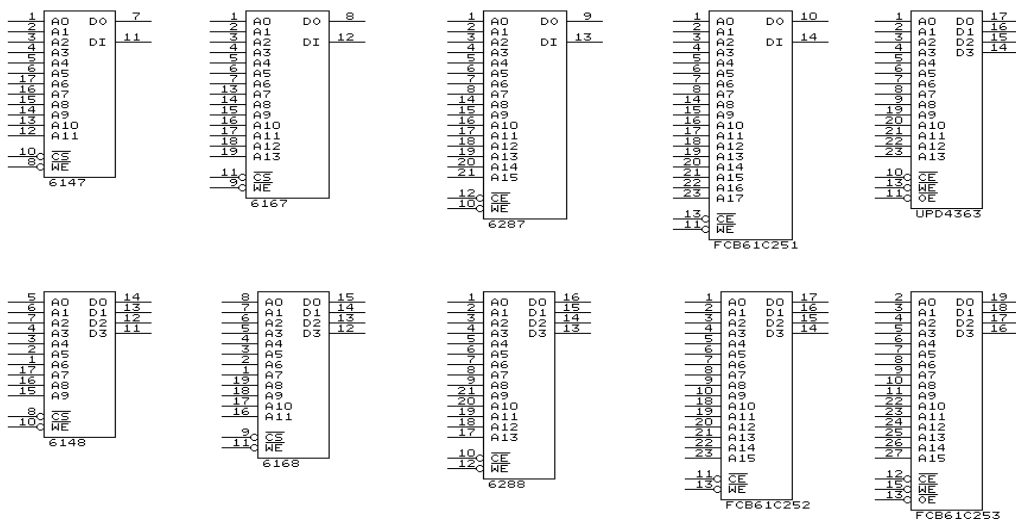 1 A0 DO 7
2 A1
3 A2 DI 11
4 A3
5 A4
6 A5
17 A6
16 A7
15 A8
14 A9
13 A10
12 A11
10 CS
8 WE
6147
1 A0 DO 8
2 A1
3 A2 DI 12
4 A3
5 A4
6 A5
7 A6
13 A7
14 A8
15 A9
16 A10
17 A11
18 A12
19 A13
11 CS
9 WE
6167
1 A0 DO 9
2 A1
3 A2 DI 13
4 A3
5 A4
6 A5
7 A6
8 A7
14 A8
15 A9
16 A10
17 A11
18 A12
19 A13
20 A14
21 A15
12 CE
10 WE
6287
1 A0 DO 10
2 A1
3 A2 DI 14
4 A3
5 A4
6 A5
7 A6
8 A7
14 A8
15 A9
16 A10
17 A11
18 A12
19 A13
20 A14
21 A15
22 A16
23 A17
13 CE
11 WE
FCB61C251
1 A0 D0 17
2 A1 D1 16
3 A2 D2 15
4 A3 D3 14
5 A4
6 A5
7 A6
8 A7
9 A8
19 A9
20 A10
21 A11
22 A12
23 A13
10 CE
13 WE
11 OE
UPD4363
5 A0 D0 14
6 A1 D1 13
7 A2 D2 12
4 A3 D3 11
3 A4
2 A5
1 A6
17 A7
16 A8
15 A9
8 CS
10 WE
6148
8 A0 D0 15
7 A1 D1 14
6 A2 D2 13
5 A3 D3 12
4 A4
3 A5
2 A6
1 A7
19 A8
18 A9
17 A10
16 A11
9 CS
11 WE
6168
1 A0 D0 16
2 A1 D1 15
3 A2 D2 14
4 A3 D3 13
5 A4
6 A5
7 A6
8 A7
9 A8
21 A9
20 A10
19 A11
18 A12
17 A13
10 CE
12 WE
6288
1 A0 D0 17
2 A1 D1 16
3 A2 D2 15
4 A3 D3 14
5 A4
6 A5
7 A6
8 A7
9 A8
10 A9
18 A10
19 A11
20 A12
21 A13
22 A14
23 A15
11 CE
13 WE
FCB61C252
2 A0 D0 19
3 A1 D1 18
4 A2 D2 17
5 A3 D3 16
6 A4
7 A5
8 A6
9 A7
10 A8
11 A9
22 A10
23 A11
24 A12
25 A13
26 A14
27 A15
12 CE
15 WE
13 OE
FCB61C253